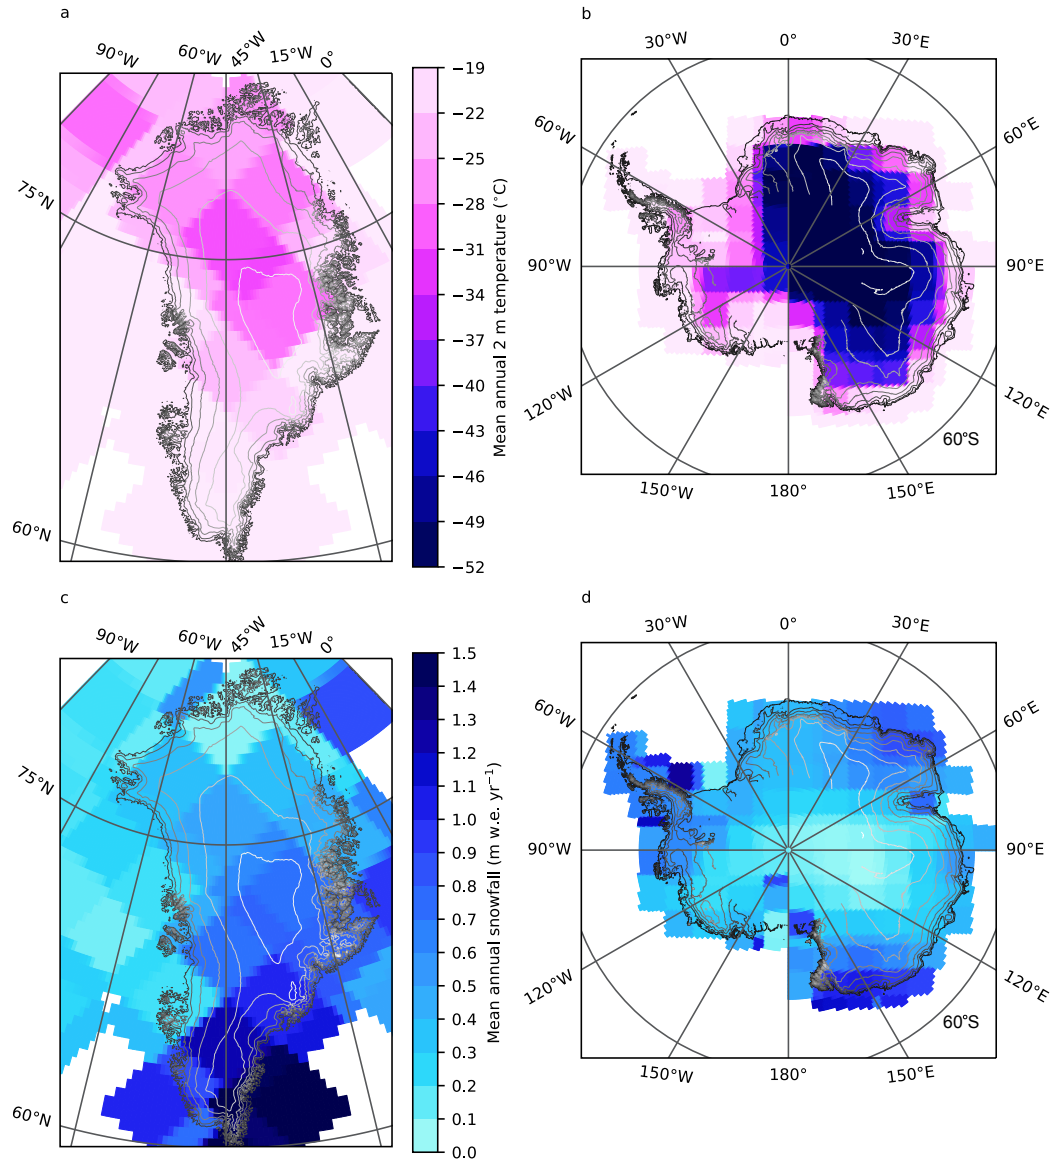 a
90°W
60°W
45°W
15°W
0°
75°N
60°N
−19
−22
−25
−28
−31
−34
−37
−40
−43
−46
−49
−52
Mean annual 2 m temperature (°C)
b
30°W
0°
30°E
60°W
60°E
90°W
90°E
120°W
120°E
60°S
150°W
180°
150°E
c
90°W
60°W
45°W
15°W
0°
75°N
60°N
1.5
1.4
1.3
1.2
1.1
1.0
0.9
0.8
0.7
0.6
0.5
0.4
0.3
0.2
0.1
0.0
Mean annual snowfall (m w.e. yr⁻¹)
d
30°W
0°
30°E
60°W
60°E
90°W
90°E
120°W
120°E
60°S
150°W
180°
150°E